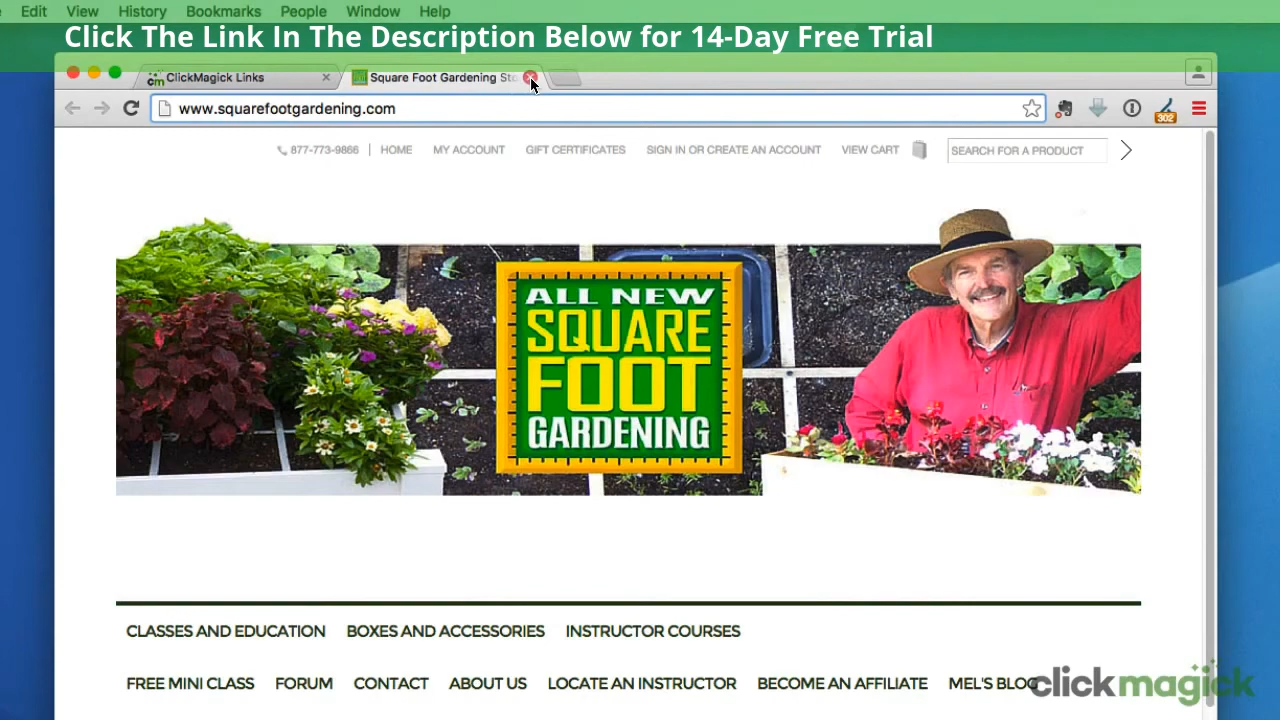 Edit View History Bookmarks People Window Help
Click The Link In The Description Below for 14-Day Free Trial
cm ClickMagick Links Square Foot Gardening Sto
www.squarefootgardening.com
302
877-773-9866 | HOME MY ACCOUNT GIFT CERTIFICATES SIGN IN OR CREATE AN ACCOUNT VIEW CART SEARCH FOR A PRODUCT
ALL NEW
SQUARE
FOOT
GARDENING
CLASSES AND EDUCATION BOXES AND ACCESSORIES INSTRUCTOR COURSES
FREE MINI CLASS FORUM CONTACT ABOUT US LOCATE AN INSTRUCTOR BECOME AN AFFILIATE MEL'S BLOG
clickmagick